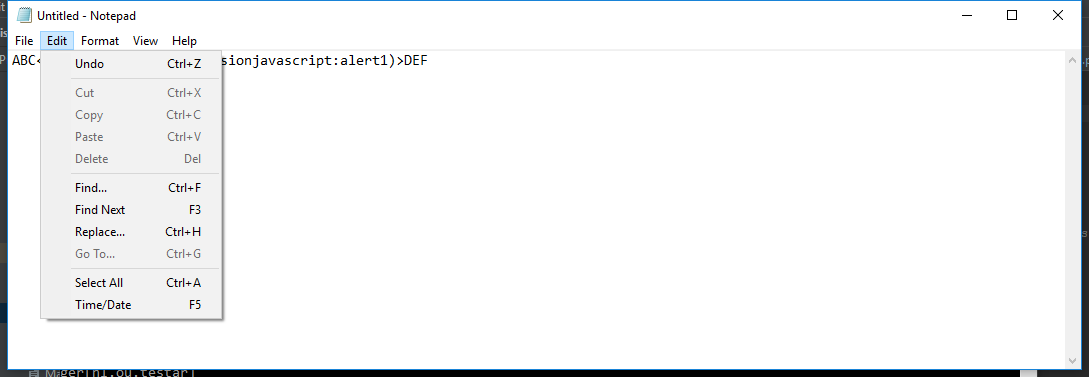 Untitled - Notepad
File Edit Format View Help
ABC< sionjavascript:alert1)>DEF
Undo Ctrl+Z
Cut Ctrl+X
Copy Ctrl+C
Paste Ctrl+V
Delete Del
Find... Ctrl+F
Find Next F3
Replace... Ctrl+H
Go To... Ctrl+G
Select All Ctrl+A
Time/Date F5